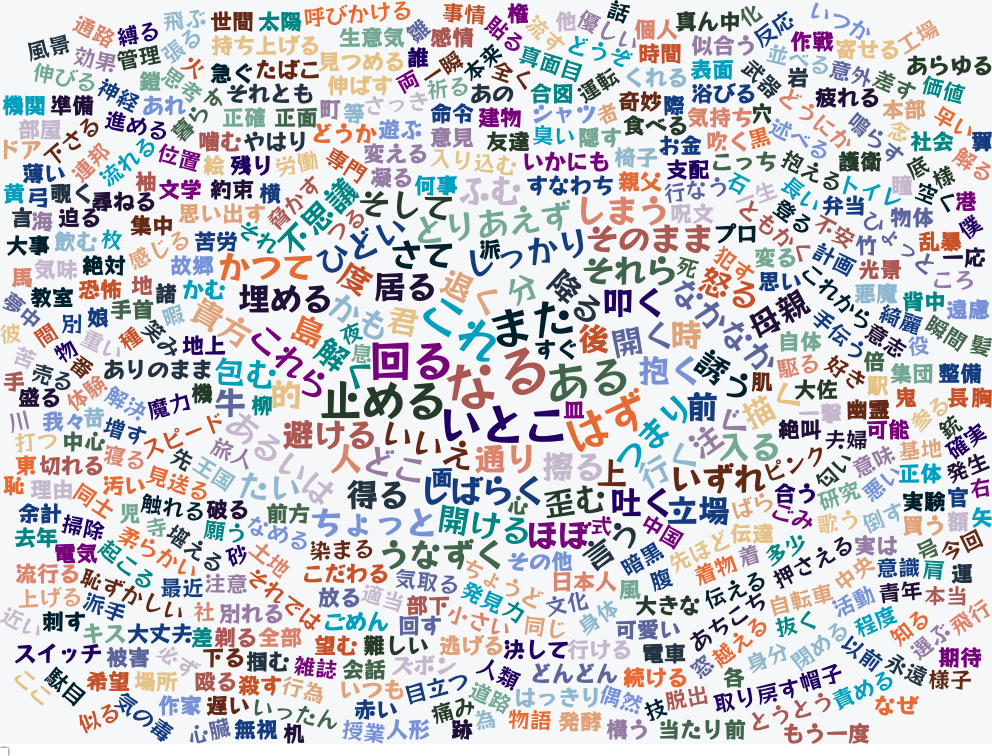 通路
縛る
飛ぶ
世間
太陽
呼びかける
事情
権
話
いつか
風景
効果
管理
張る
持ち上げる
生意気
雑
感情
貼る
流す
他
優しい
個人
真ん中
化
反応
作戦
寄せる
工場
伸びる
鎧
思考
火
急ぐ
たばこ
見つめる
誰
一瞬
本来
全く
真面目
どうぞ
時間
似合う
並べる
意外
差す
あらゆる
機関
準備
神経
あれ
それとも
伸ばす
両
祈る
あの
合図
運転
くれる
表面
武器
岩
疲れる
本部
価値
部屋
進める
鳴らす
正確
正面
町
等
さっき
命令
建物
シャツ
者
奇妙
際
浴びる
穴
どうにか
念
早い
ドア
下さる
連邦
流れる
噛む
やはり
どうか
遊ぶ
意見
友達
臭い
隠す
食べる
気持ち
吹く
黒
述べる
社会
翼
薄い
位置
絵
残り
労働
専門
変える
入り込む
いかにも
椅子
お金
支配
こっち
抱える
護衛
底
様
解る
黄
弓
覗く
尋ねる
袖
文学
約束
横
脅かす
不思議
凝る
何事
ふむ
すなわち
親父
行なう
石
人生
長い
トイレ
瞳
空く
港
言
海
迫る
集中
思い出す
それ
つる
そして
とりあえず
しまう
呪文
ともかく
登る
弁当
物体
僕
大事
飲む
枚
感じる
苦労
ひどい
さて
派
しっかり
そのまま
プロ
不安
竹
ちょっと
乱暴
一応
馬
気味
絶対
故郷
かつて
度
居る
退く
分
降る
それら
死
怒る
犯す
変る
計画
光景
ころ
夢中
教室
恐怖
地
諸
かむ
埋める
かも
君
これ
また
叩く
なかなか
母親
思い
これから
悪魔
背中
遠慮
彼
間
別
娘
手首
暇
貴方
島
夜
すぐ
後
開く
時
手伝う
意志
綺麗
役
瞬間
髪
苦
物
重い
種
笑み
地上
これら
解く
息
回る
なる
ある
抱く
誘う
自体
駆る
好き
倍
集団
整備
手
売る
番
ありのまま
包む
的
止める
いとこ
皿
はず
つまり
前
肌
描く
大佐
駅
鬼
長
胸
盛る
体験
解決
魔力
機
牛
柳
注ぐ
一撃
幽霊
参る
銃
川
我々
苗
増す
スピード
あるいは
避ける
いいえ
通り
行く
入る
絶叫
夫婦
可能
確実
打つ
中心
寝る
先
旅人
人
どこ
擦る
上
いずれ
ピンク
匂い
意味
基地
東
切れる
汚い
見送る
王国
たい
得る
面
しばらく
心
歪む
吐く
立場
ばら
合う
研究
悪い
正体
発生
恥
理由
同士
触れる
破る
前方
ちょっと
開ける
ほぼ
式
言う
中国
ごみ
歌う
倒す
実験
官
右
余計
掃除
児
寺
堪える
願う
なめる
染まる
うなずく
その他
暗黒
先ほど
伝達
買う
額
矢
去年
電気
起こる
柔らかい
砂
土地
こだわる
気取る
ちょうど
日本人
腹
着物
着
多少
押さえる
実は
号
今回
流行る
恥ずかしい
最近
注意
それでは
放る
適当
部下
発見
力
文化
風
大きな
伝える
自転車
中央
意識
肩
運
上げる
派手
社
別れる
ごめん
回す
小さい
同じ
身体
可愛い
あちこち
抜く
活動
青年
本当
近い
刺す
キス
大丈夫
差
剃る
全部
望む
難しい
逃げる
決して
行ける
電車
窓
越える
閉める
程度
知る
選ぶ
飛行
スイッチ
被害
必ず
下る
掴む
雑誌
会話
ズボン
人類
どんどん
続ける
各
身分
以前
永遠
期待
ここ
駄目
希望
場所
殴る
殺す
行為
いつも
目立つ
道路
はっきり
偶然
技
脱出
取り戻す
帽子
責める
なぜ
様子
似る
気の毒
作家
遅い
いったん
赤い
痛み
為
物語
発酵
構う
当たり前
とうとう
もう一度
心臓
無視
机
授業
人形
跡